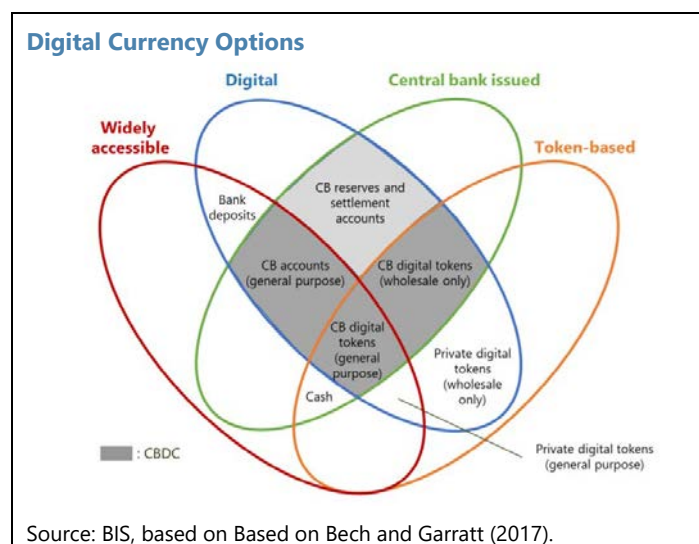 Digital Currency Options
Digital
Central bank issued
Widely
accessible
Token-based
CB reserves and
settlement
accounts
Bank
deposits
CB accounts
(general purpose)
CB digital tokens
(wholesale only)
CB digital
tokens
(general
purpose)
Private digital
tokens
(wholesale
only)
Cash
Private digital tokens
(general purpose)
: CBDC
Source: BIS, based on Based on Bech and Garratt (2017).